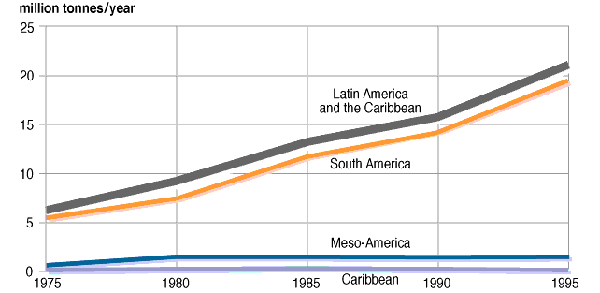 million tonnes/year
25
20
15
10
5
0
Latin America
and the Caribbean
South America
Meso-America
Caribbean
1975
1980
1985
1990
1995